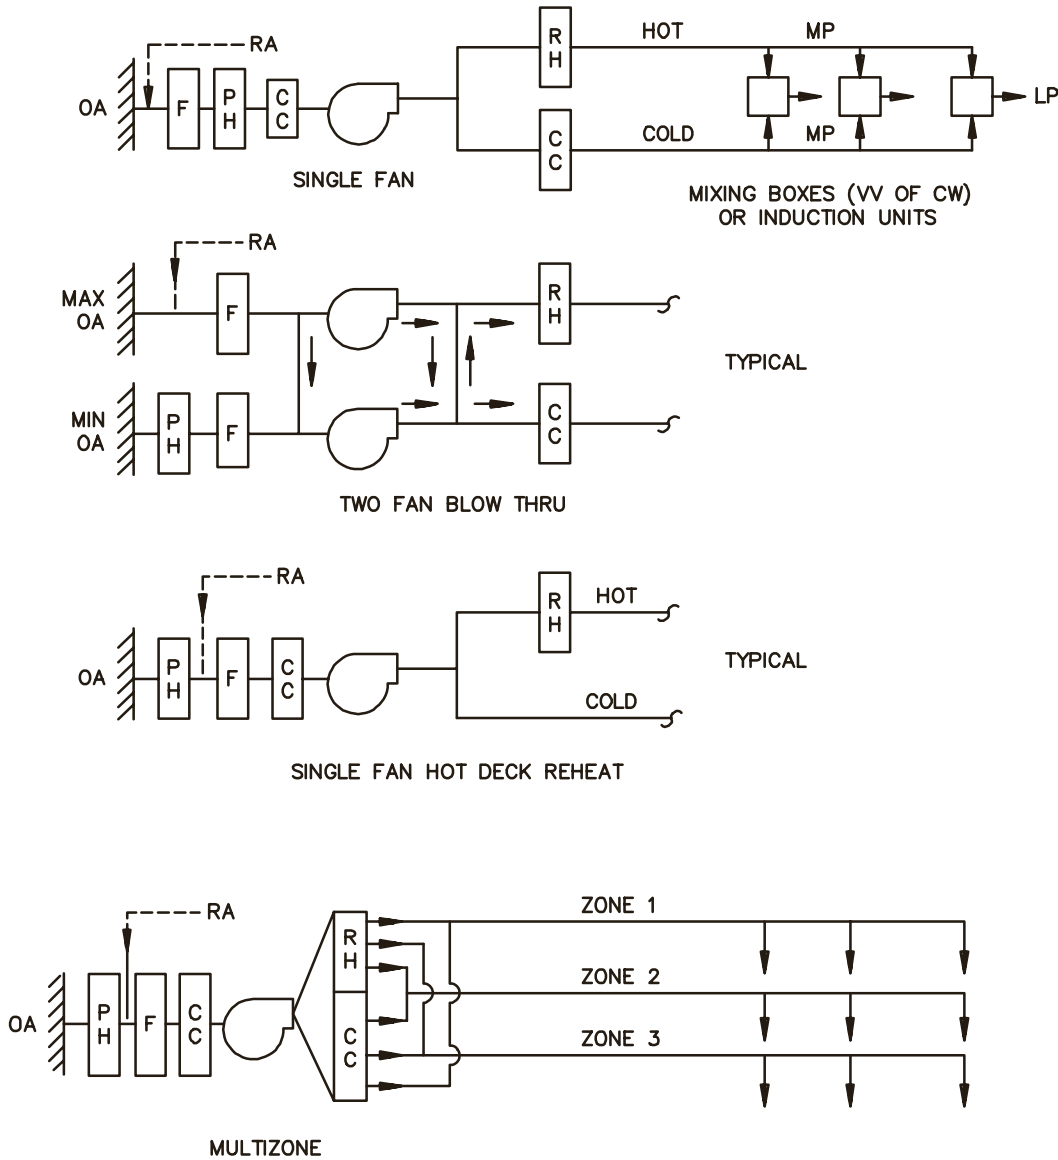 RA
HOT
MP
OA
F
PH
CC
RH
CC
COLD
MP
LP
SINGLE FAN
MIXING BOXES (VV OF CW)
OR INDUCTION UNITS
RA
MAX
OA
F
RH
TYPICAL
MIN
OA
PH
F
CC
TWO FAN BLOW THRU
RA
OA
PH
F
CC
RH
HOT
COLD
TYPICAL
SINGLE FAN HOT DECK REHEAT
RA
OA
PH
F
CC
RH
CC
ZONE 1
ZONE 2
ZONE 3
MULTIZONE